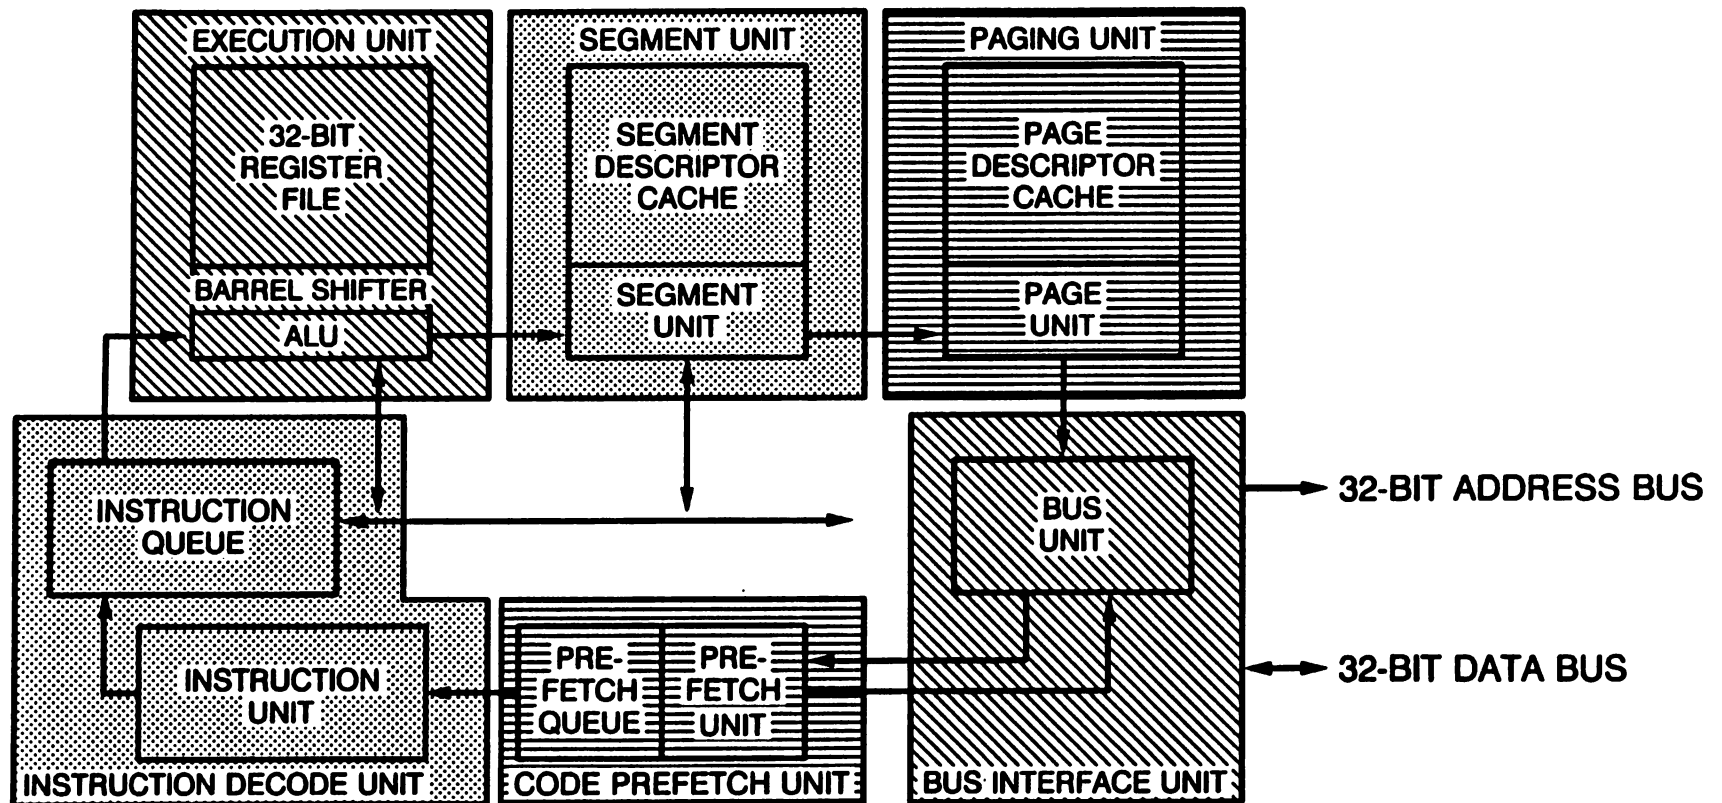 EXECUTION UNIT
32-BIT
REGISTER
FILE
BARREL SHIFTER
ALU
SEGMENT UNIT
SEGMENT
DESCRIPTOR
CACHE
SEGMENT
UNIT
PAGING UNIT
PAGE
DESCRIPTOR
CACHE
PAGE
UNIT
INSTRUCTION
QUEUE
INSTRUCTION
UNIT
INSTRUCTION DECODE UNIT
PRE-
FETCH
QUEUE
PRE-
FETCH
UNIT
CODE PREFETCH UNIT
BUS
UNIT
BUS INTERFACE UNIT
32-BIT ADDRESS BUS
32-BIT DATA BUS